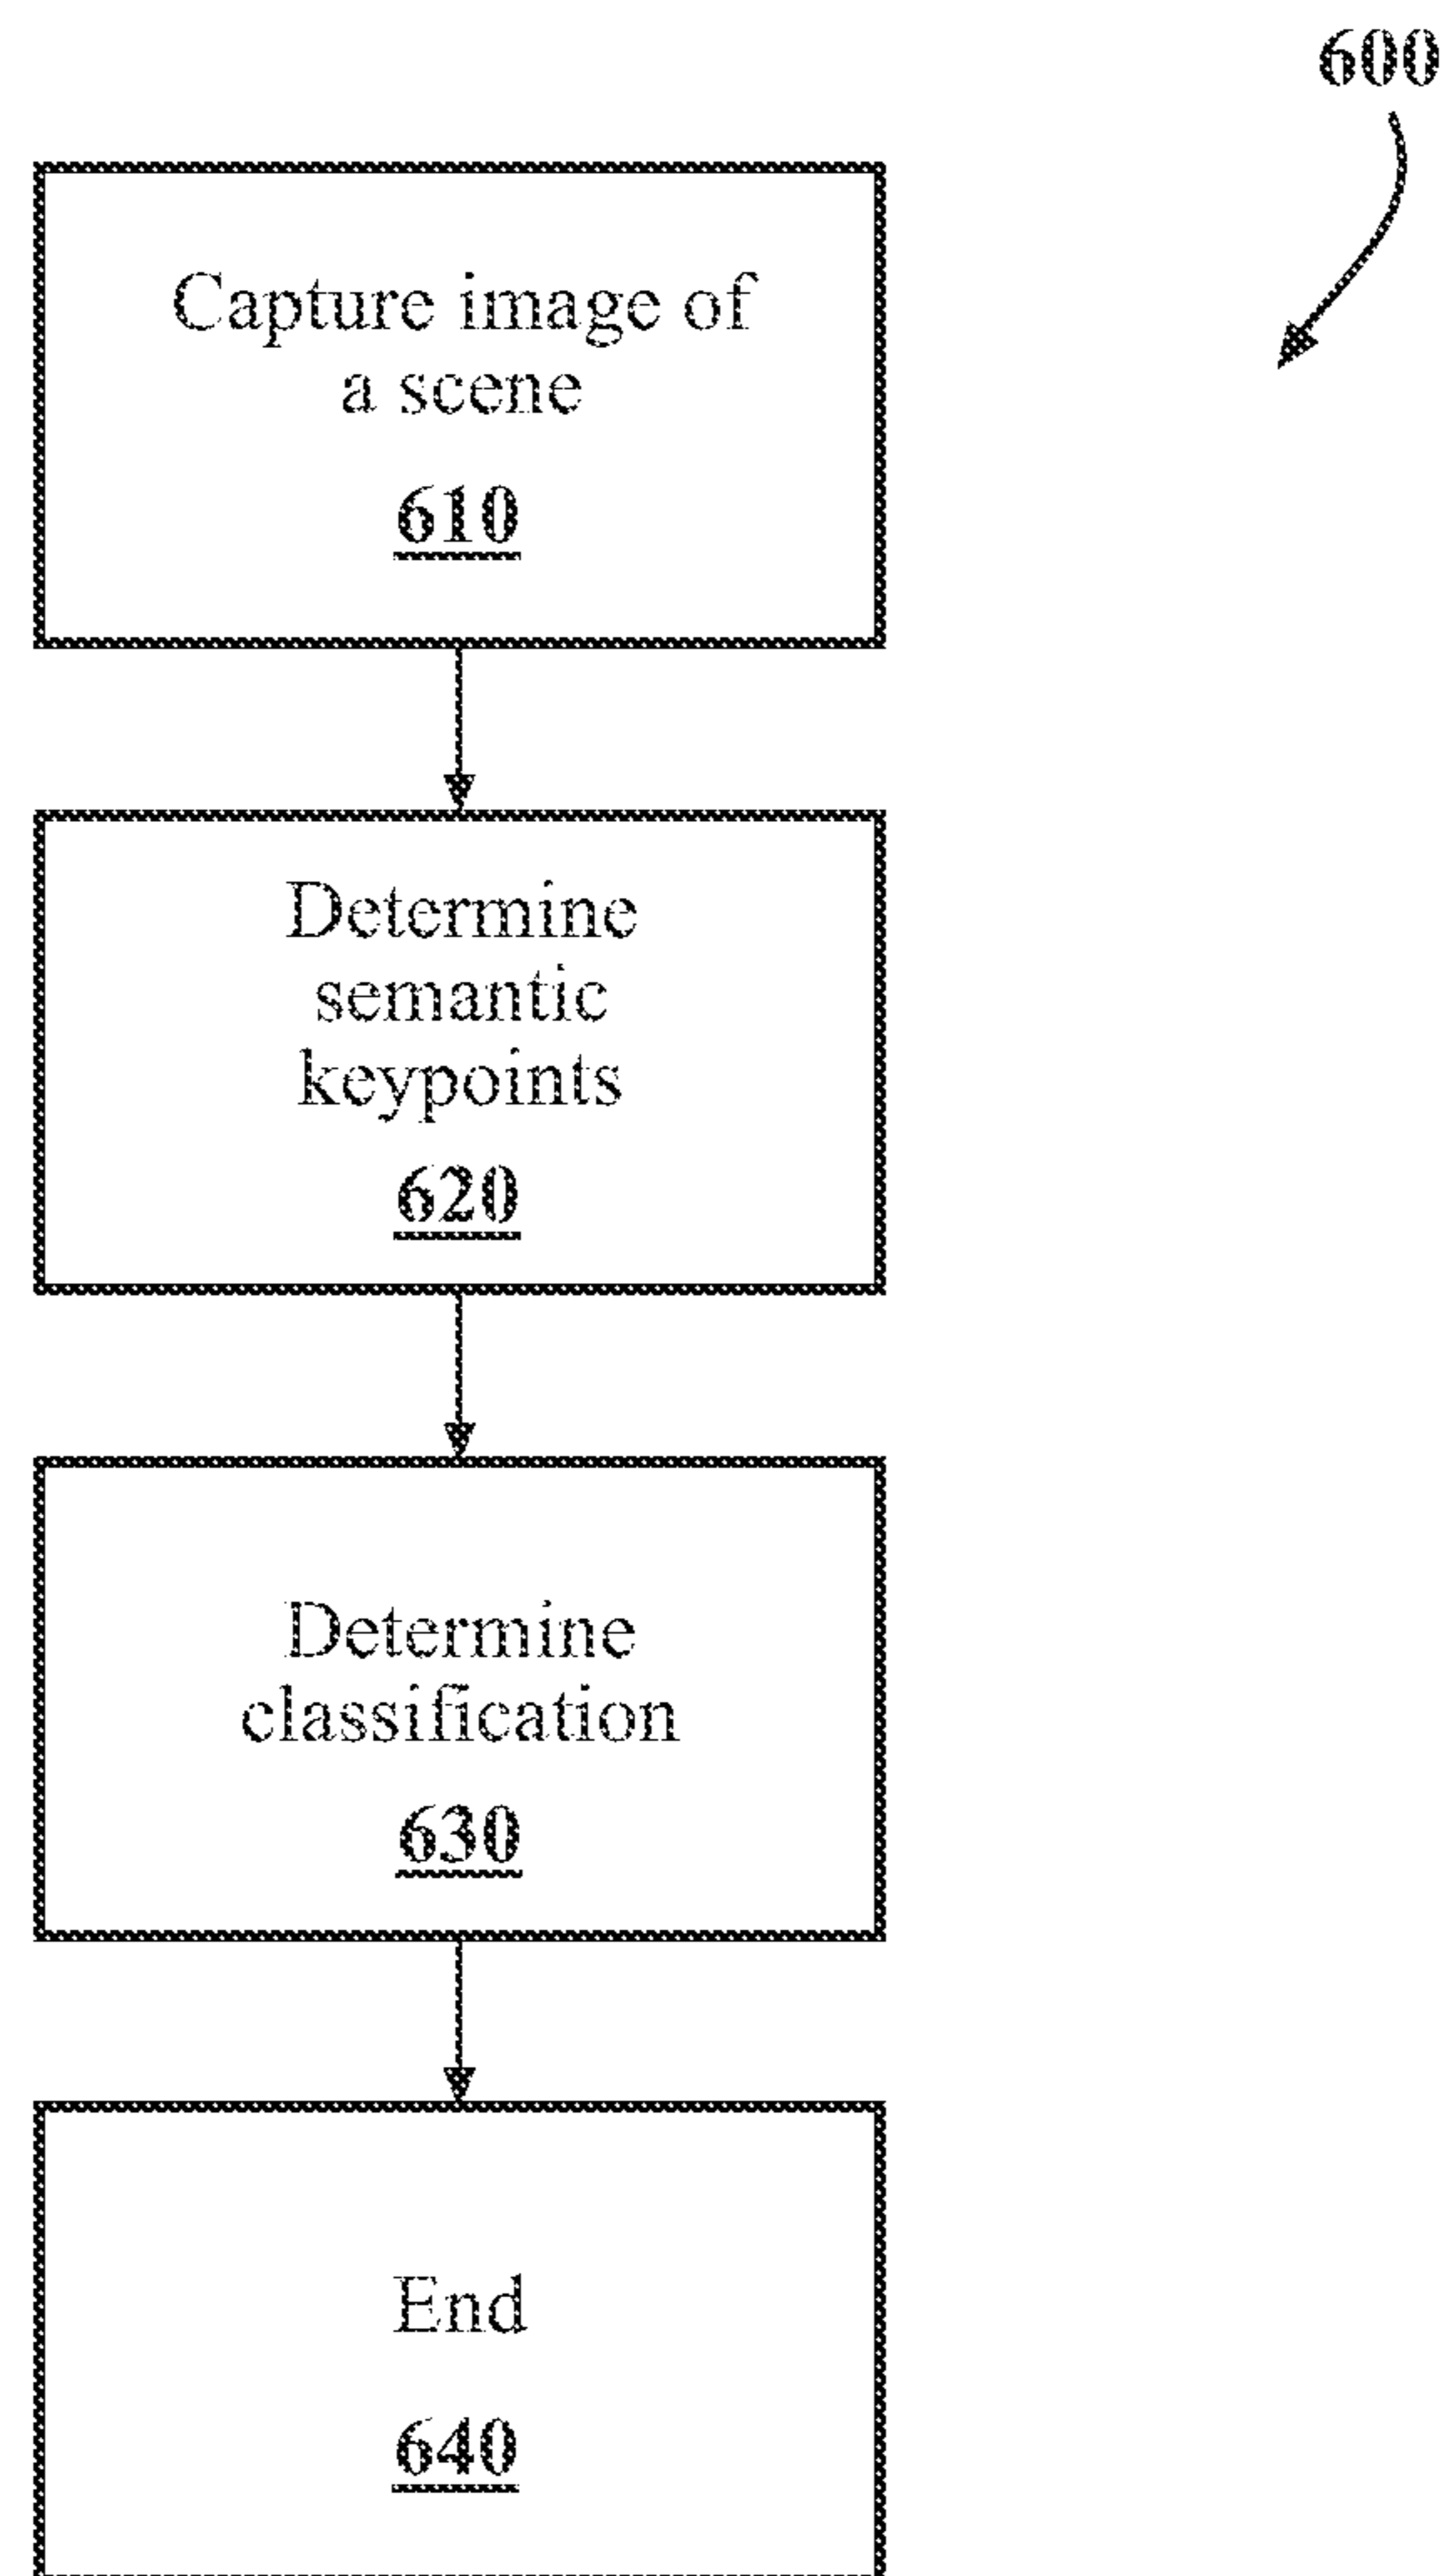 600
Capture image of
a scene
610
Determine
semantic
keypoints
620
Determine
classification
630
End
640